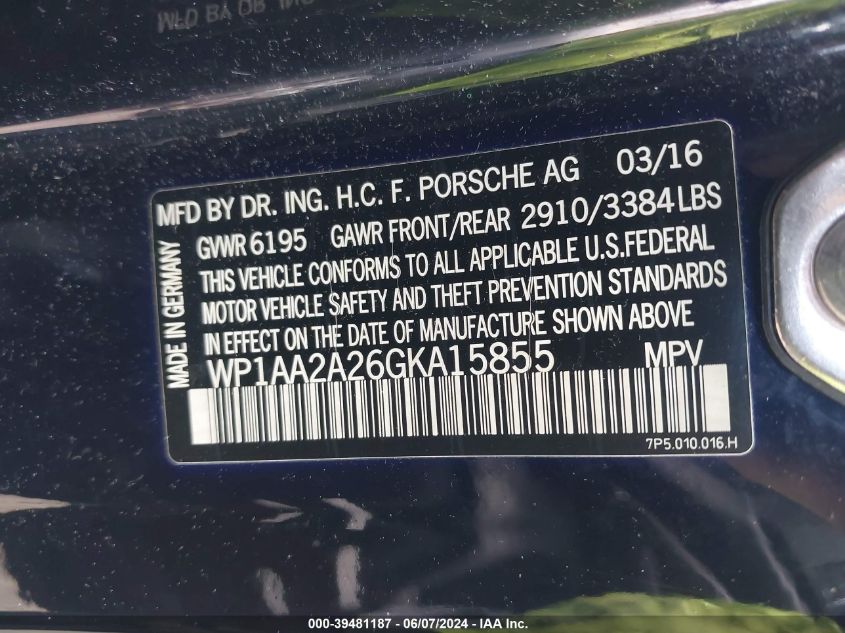 MFD BY DR. ING. H.C. F. PORSCHE AG 03/16
GVWR 6195 GAWR FRONT/REAR 2910/3384 LBS
THIS VEHICLE CONFORMS TO ALL APPLICABLE U.S.FEDERAL
MOTOR VEHICLE SAFETY AND THEFT PREVENTION STANDARDS
IN EFFECT ON THE DATE OF MANUFACTURE SHOWN ABOVE
WP1AA2A26GKA15855 MPV
7P5.010.016.H
MADE IN GERMANY
000-39481187 - 06/07/2024 - IAA Inc.